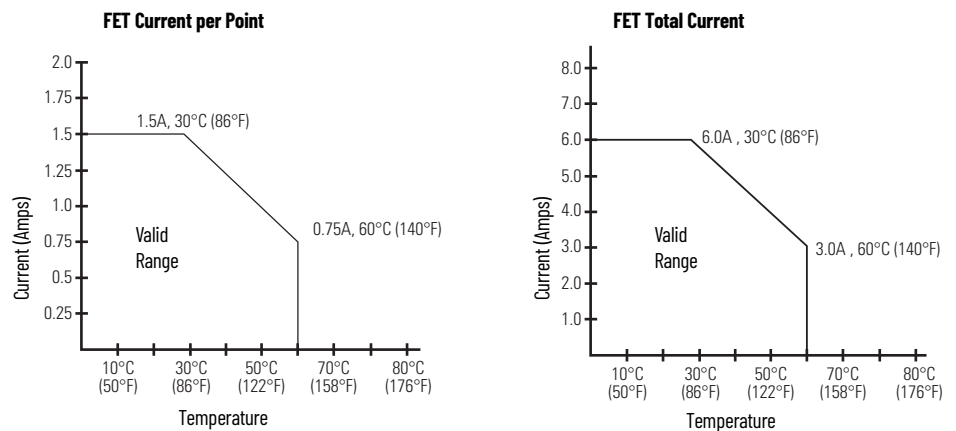 FET Current per Point
2.0
1.75
1.5
1.25
1.0
0.75
0.5
0.25
Current (Amps)
1.5A, 30°C (86°F)
0.75A, 60°C (140°F)
Valid
Range
10°C 30°C 50°C 70°C 80°C
(50°F) (86°F) (122°F) (158°F) (176°F)
Temperature
FET Total Current
8.0
7.0
6.0
5.0
4.0
3.0
2.0
1.0
Current (Amps)
6.0A , 30°C (86°F)
3.0A , 60°C (140°F)
Valid
Range
10°C 30°C 50°C 70°C 80°C
(50°F) (86°F) (122°F) (158°F) (176°F)
Temperature